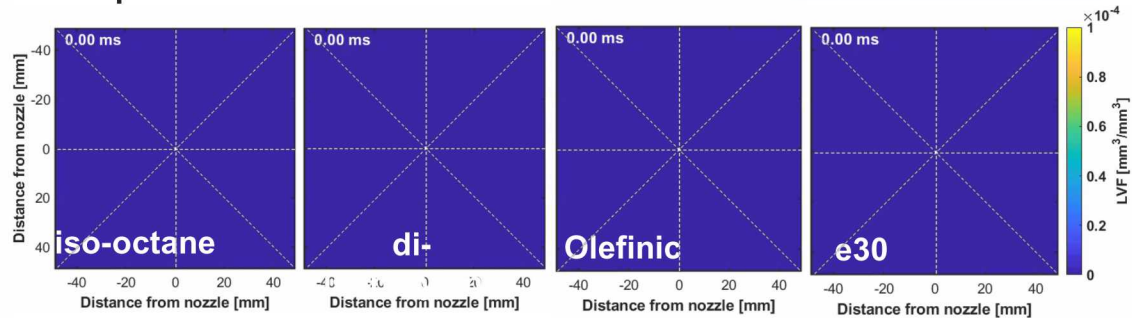 0.00 ms
0.00 ms
0.00 ms
0.00 ms
×10⁻⁴
-40
-20
0
20
40
Distance from nozzle [mm]
iso-octane
di-
Olefinic
e30
1
0.8
0.6
0.4
0.2
0
LVF [mm³/mm³]
-40 -20 0 20 40
20 40
-40 -20 0 20 40
-40 -20 0 20 40
Distance from nozzle [mm]
Distance from nozzle [mm]
Distance from nozzle [mm]
Distance from nozzle [mm]